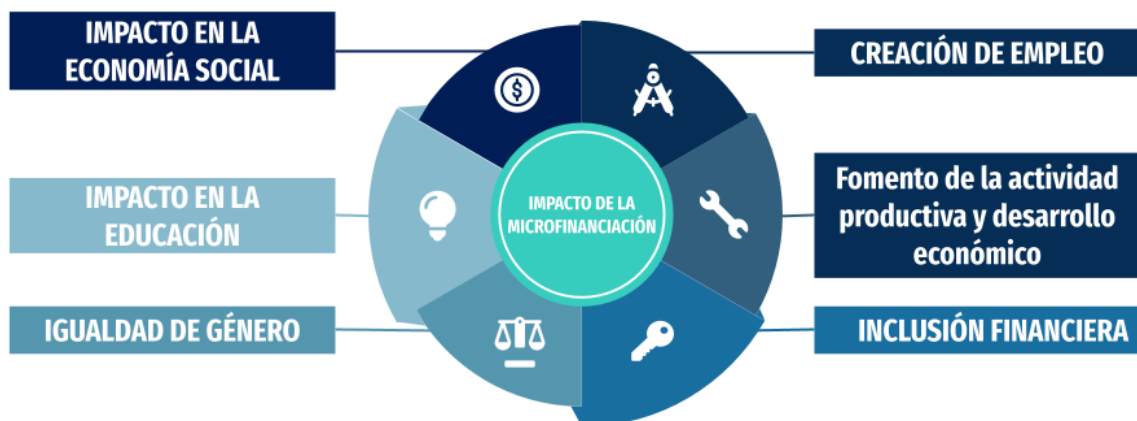 IMPACTO EN LA
ECONOMÍA SOCIAL
CREACIÓN DE EMPLEO
IMPACTO EN LA
EDUCACIÓN
IMPACTO DE LA
MICROFINANCIACIÓN
Fomento de la actividad
productiva y desarrollo
económico
IGUALDAD DE GÉNERO
INCLUSIÓN FINANCIERA